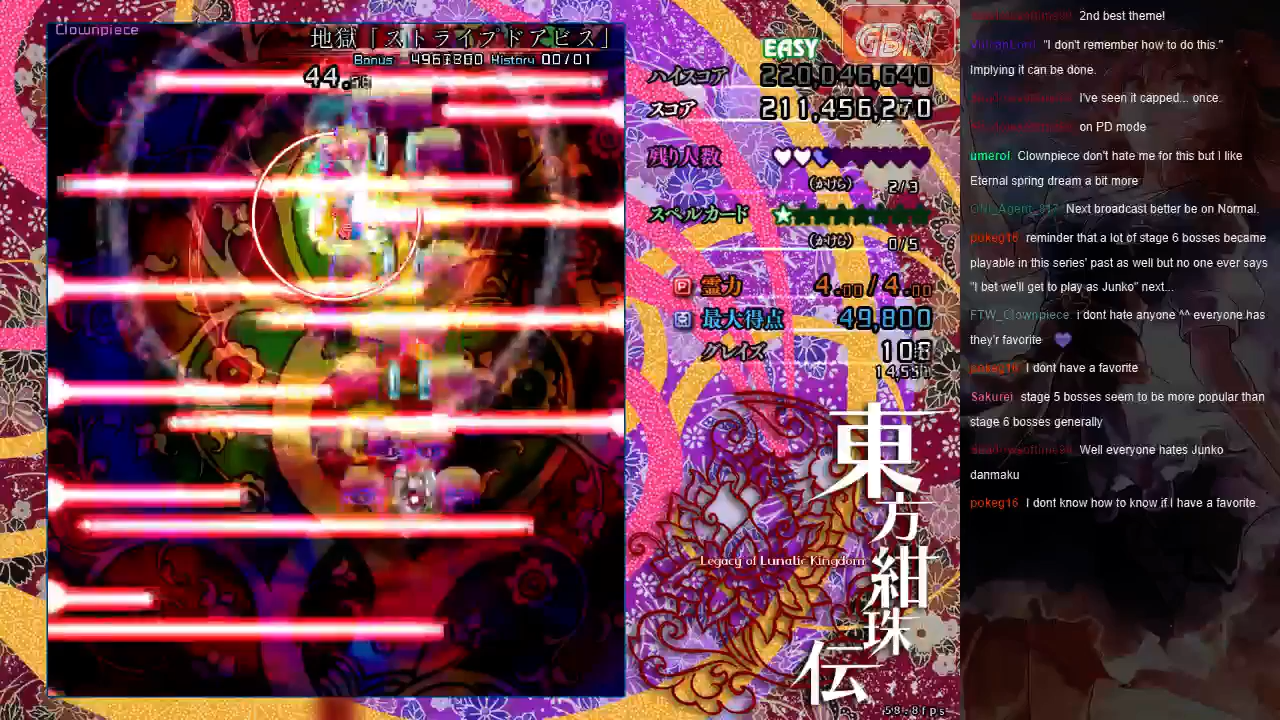 Clownpiece
地獄「ストライプドアビス」
Bonus
History 00/01
44.
EASY
GBN
ハイスコア 220,046,640
スコア 211,456,270
残り人数
(かけら) 2/3
スペルカード
(かけら) 0/5
P 霊力 4.00/4.00
最大得点 49,800
グレイズ
東方紺珠伝
Legacy of Lunatic Kingdom
58.8fps
2nd best theme!
"I don't remember how to do this."
Implying it can be done.
I've seen it capped... once.
on PD mode
umerol Clownpiece don't hate me for this but I like
Eternal spring dream a bit more
Next broadcast better be on Normal.
pokeg16 reminder that a lot of stage 6 bosses became
playable in this series' past as well but no one ever says
"I bet we'll get to play as Junko" next...
FTW_Clownpiece i dont hate anyone ^^ everyone has
they'r favorite
pokeg16 I dont have a favorite
Sakurei stage 5 bosses seem to be more popular than
stage 6 bosses generally
Well everyone hates Junko
danmaku
pokeg16 I dont know how to know if I have a favorite.